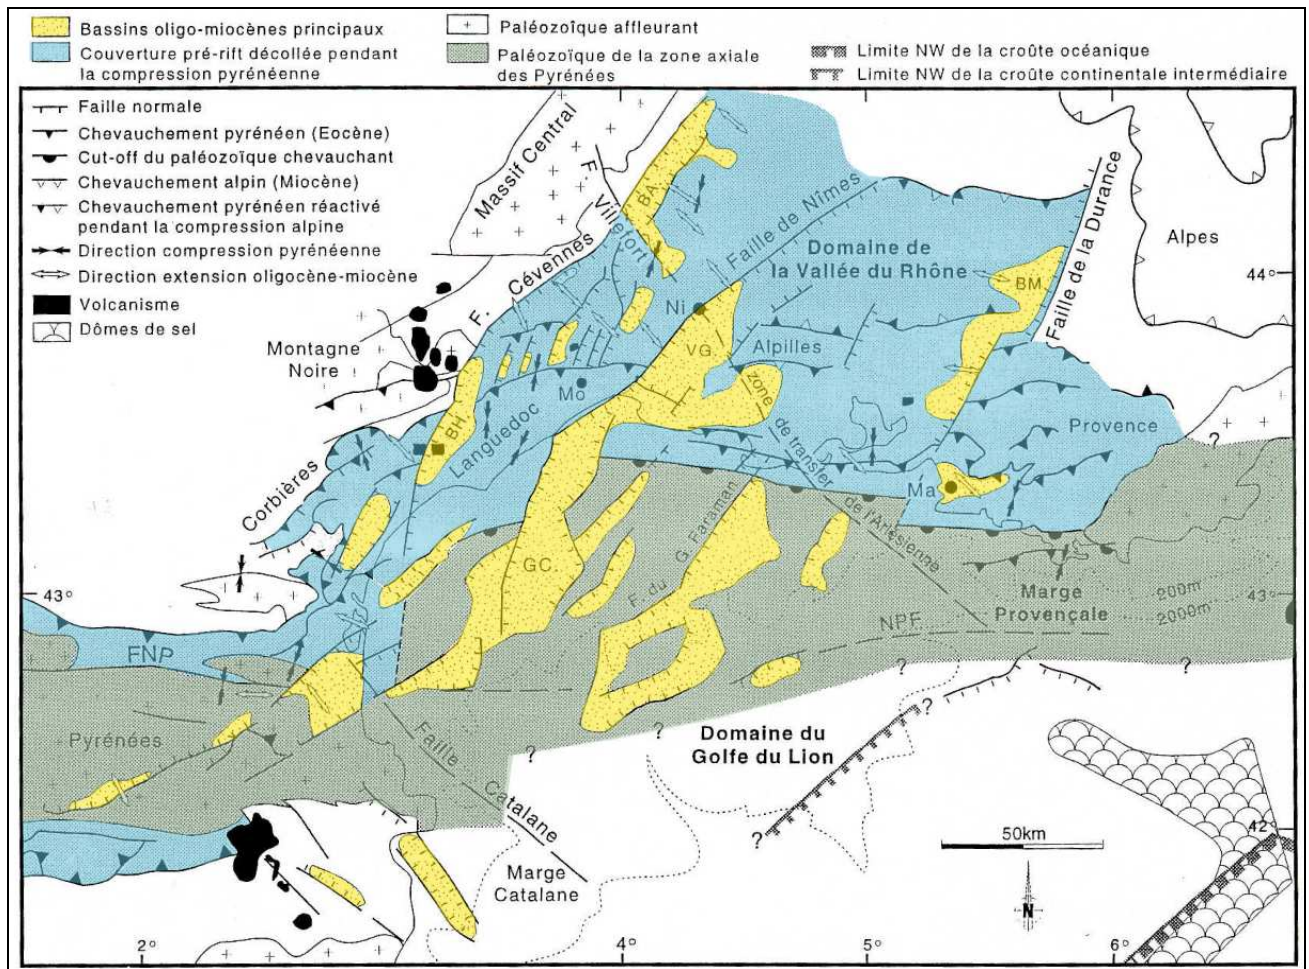 Bassins oligo-miocènes principaux
Couverture pré-rift décollée pendant
la compression pyrénéenne
Paléozoîque affleurant
Paléozoïque de la zone axiale
des Pyrénées
Limite NW de la croûte océanique
Limite NW de la croûte continentale intermédiaire
Faille normale
Chevauchement pyrénéen (Eocène)
Cut-off du paléozoïque chevauchant
Chevauchement alpin (Miocène)
Chevauchement pyrénéen réactivé
pendant la compression alpine
Direction compression pyrénéenne
Direction extension oligocène-miocène
Volcanisme
Dômes de sel
Massif Central
F. Villefort
BA.
Faille de Nîmes
Domaine de
la Vallée du Rhône
Faille de la Durance
Alpes
44°
BM.
F. Cévennes
Ni
Montagne
Noire
VG.
Alpilles
Mo
BH
Languedoc
zone de transfer de l'Arlésienne
Provence
?
Corbières
Ma
GC.
F. du G. Faraman
43°
Marge
Provençale
200m
2000m
43°
NPF
FNP
?
?
?
?
Pyrénées
Faille Catalane
Domaine du
Golfe du Lion
?
?
50km
42°
Marge
Catalane
N
2°
4°
5°
6°